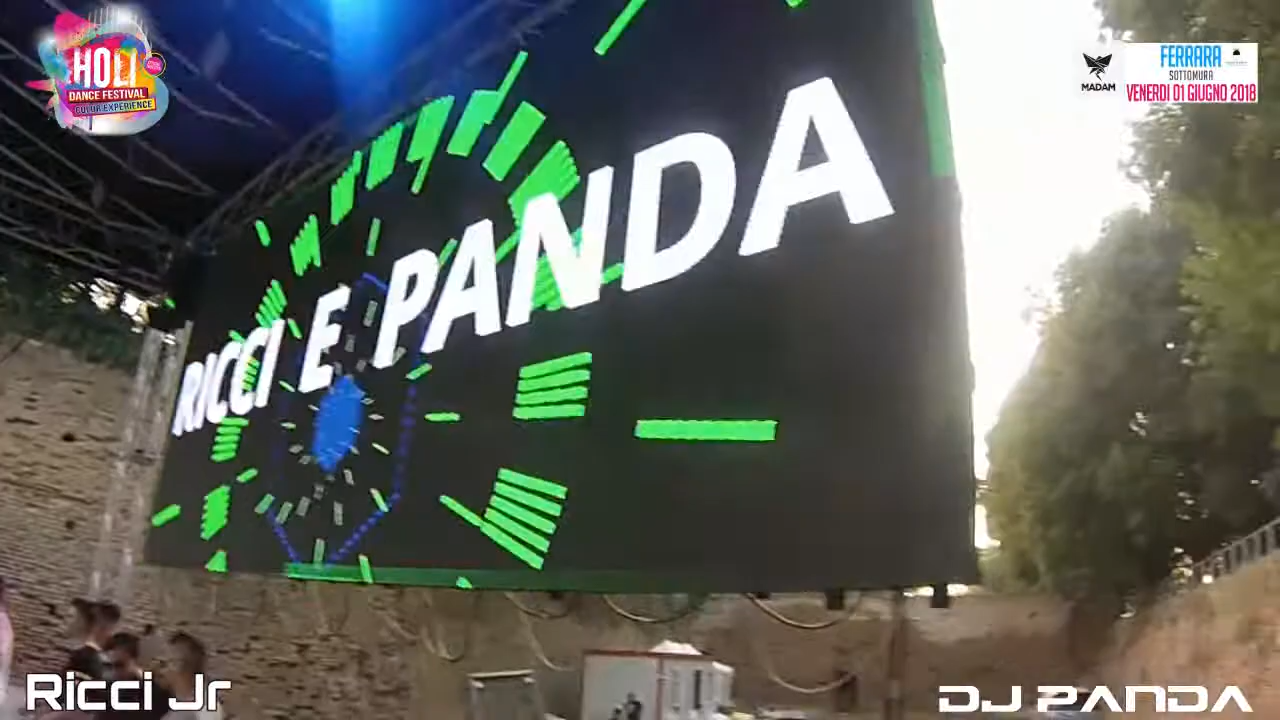 HOLI
DANCE FESTIVAL
COLOR EXPERIENCE
MADAM
FERRARA
SOTTOMURA
VENERDI 01 GIUGNO 2018
RICCI E PANDA
Ricci Jr
DJ PANDA